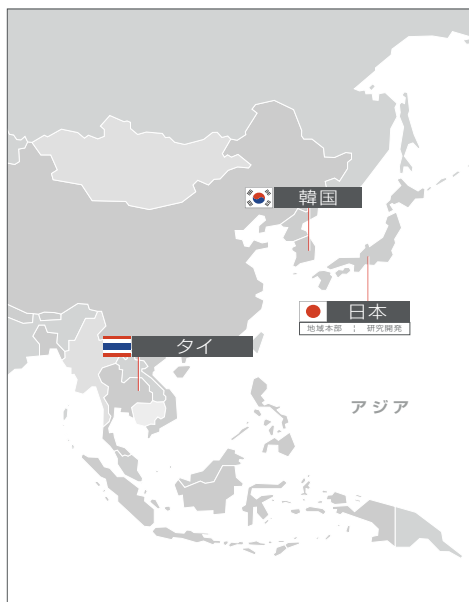 韓国
日本
地域本部 ¦ 研究開発
タイ
アジア